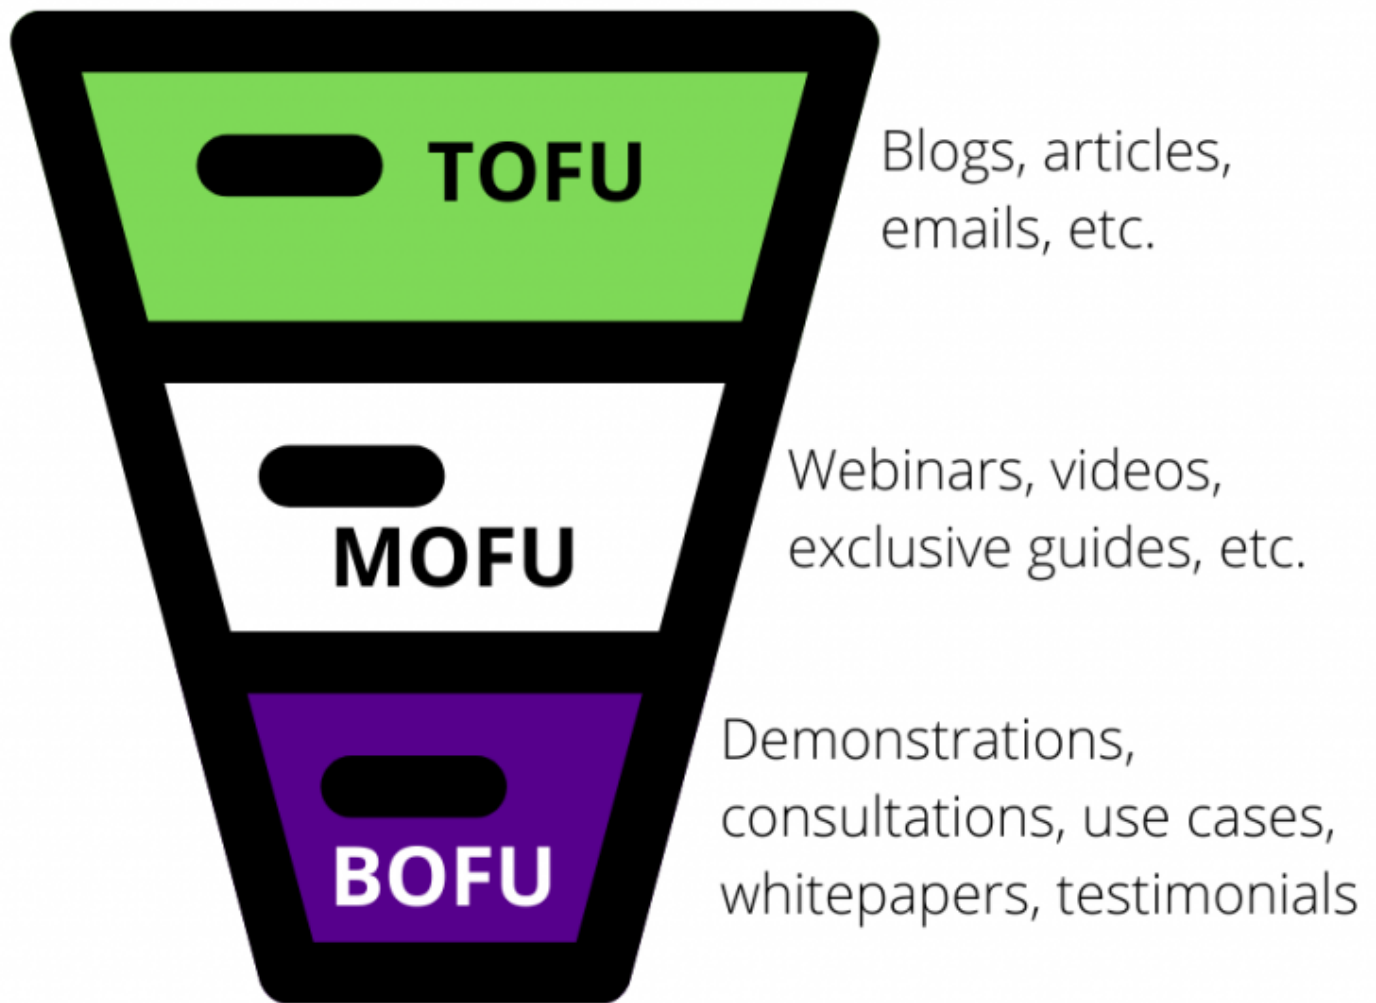 TOFU
Blogs, articles,
emails, etc.
MOFU
Webinars, videos,
exclusive guides, etc.
BOFU
Demonstrations,
consultations, use cases,
whitepapers, testimonials